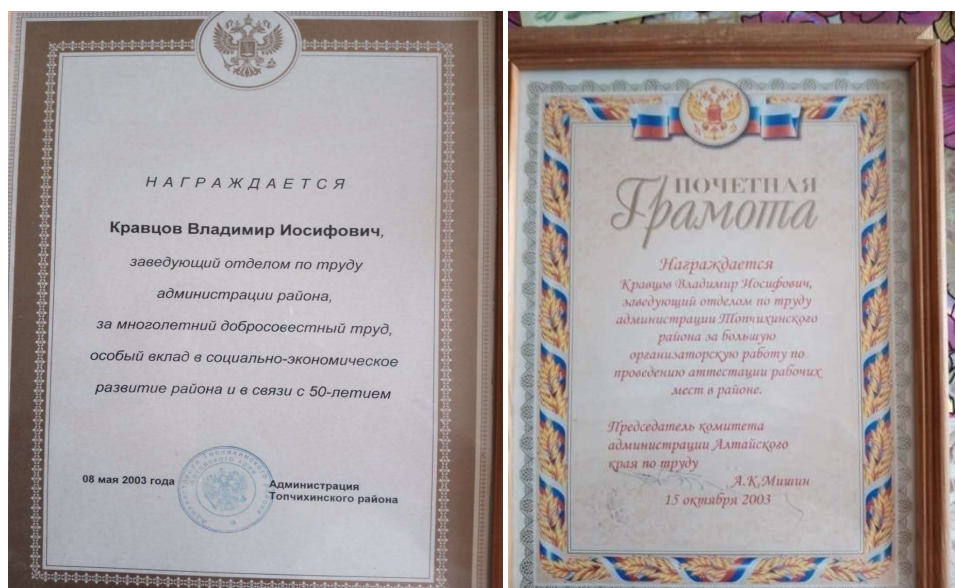 НАГРАЖДАЕТСЯ
Кравцов Владимир Иосифович,
заведующий отделом по труду
администрации района,
за многолетний добросовестный труд,
особый вклад в социально-экономическое
развитие района и в связи с 50-летием
08 мая 2003 года
Администрация
Топчихинского района
ПОЧЕТНАЯ
Грамота
Награждается
Кравцов Владимир Иосифович,
заведующий отделом по труду
администрации Топчихинского
района за большую
организаторскую работу по
проведению аттестации рабочих
мест в районе.
Председатель комитета
администрации Алтайского
края по труду
А.К.Мишин
15 октября 2003